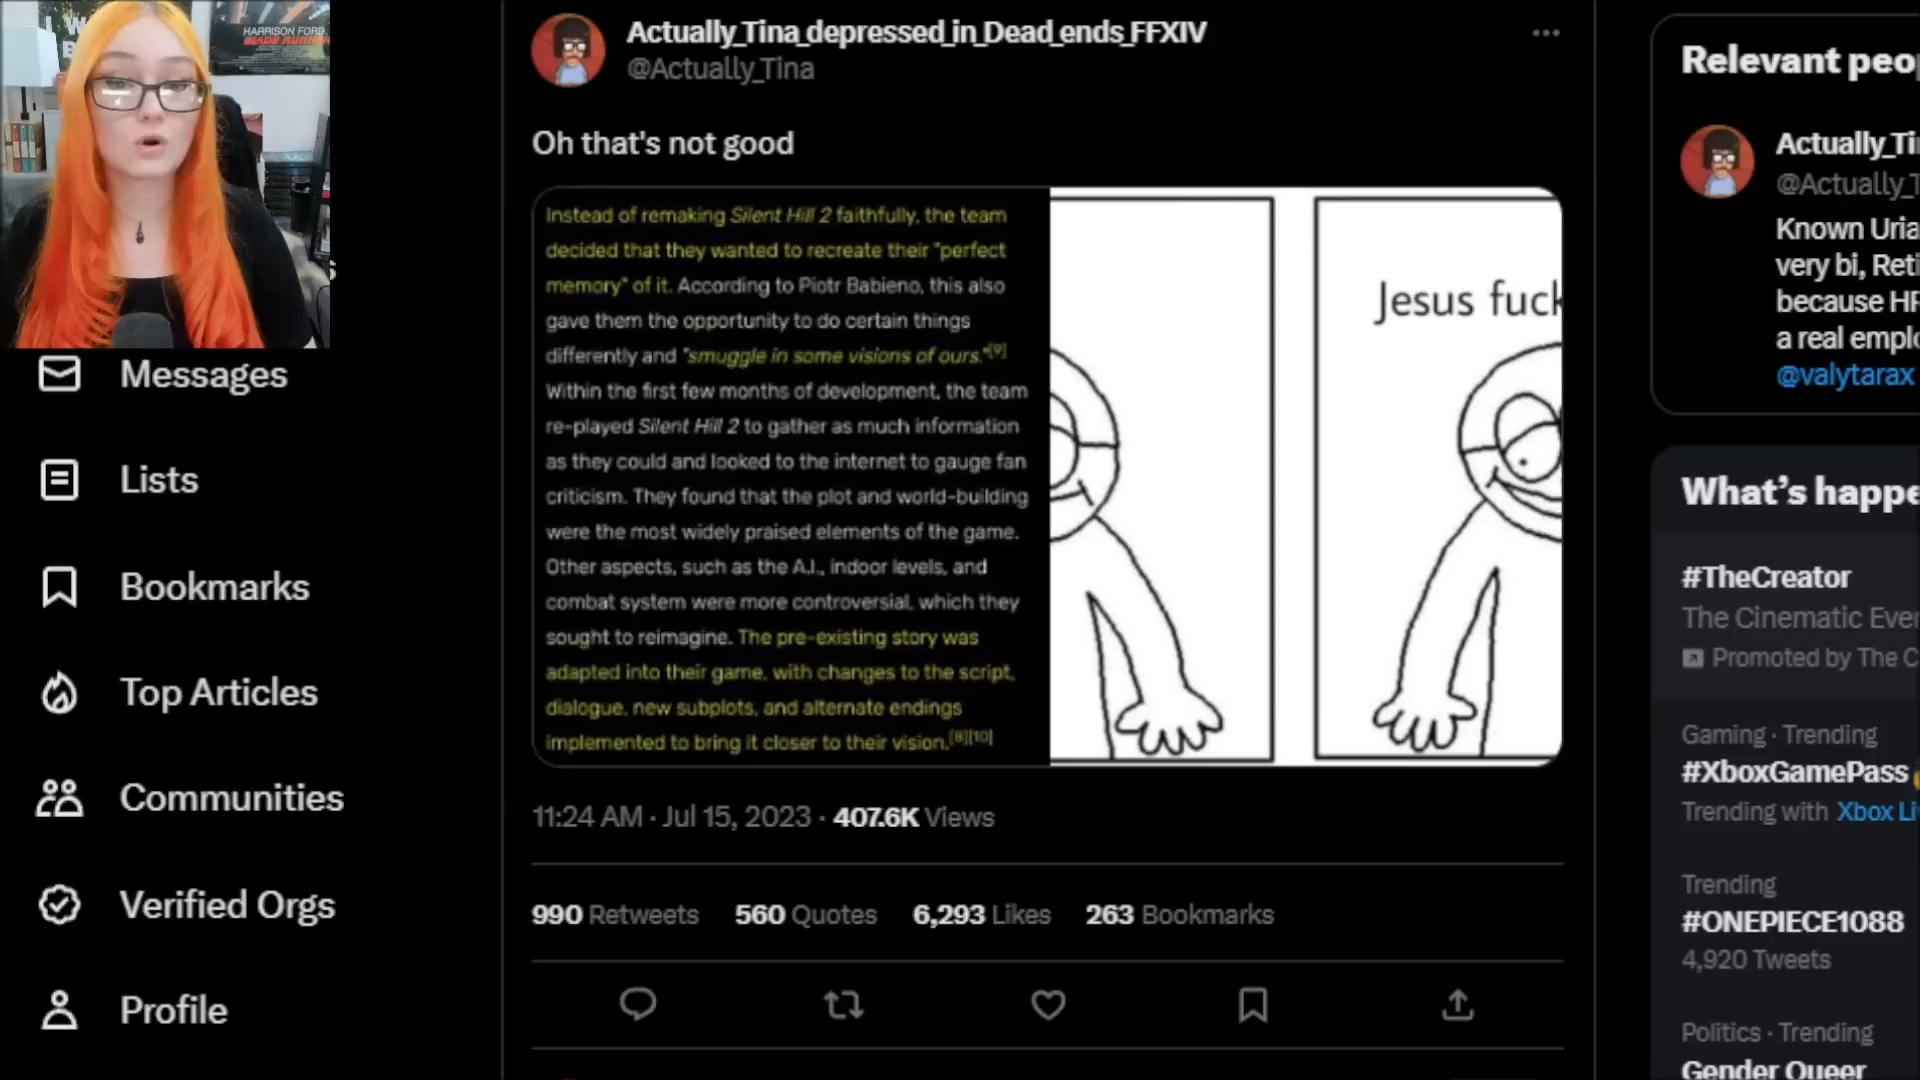 HARRISON FORD
BLADE RUNNER
Messages
Lists
Bookmarks
Top Articles
Communities
Verified Orgs
Profile
Actually_Tina_depressed_in_Dead_ends_FFXIV
@Actually_Tina
Oh that's not good
Instead of remaking Silent Hill 2 faithfully, the team
decided that they wanted to recreate their "perfect
memory" of it. According to Piotr Babieno, this also
gave them the opportunity to do certain things
differently and "smuggle in some visions of ours."[9]
Within the first few months of development, the team
re-played Silent Hill 2 to gather as much information
as they could and looked to the internet to gauge fan
criticism. They found that the plot and world-building
were the most widely praised elements of the game.
Other aspects, such as the A.I., indoor levels, and
combat system were more controversial, which they
sought to reimagine. The pre-existing story was
adapted into their game, with changes to the script,
dialogue, new subplots, and alternate endings
implemented to bring it closer to their vision.[8][10]
Jesus fuck
11:24 AM · Jul 15, 2023 · 407.6K Views
990 Retweets 560 Quotes 6,293 Likes 263 Bookmarks
Relevant peo
Actually_Ti
@Actually_T
Known Uria
very bi, Reti
because HF
a real emplo
@valytarax
What's happe
#TheCreator
The Cinematic Eve
Promoted by The C
Gaming · Trending
#XboxGamePass
Trending with Xbox Li
Trending
#ONEPIECE1088
4,920 Tweets
Politics · Trending
Gender Queer